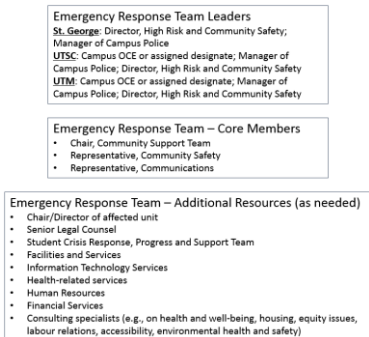 Emergency Response Team Leaders
St. George: Director, High Risk and Community Safety;
Manager of Campus Police
UTSC: Campus OCE or assigned designate; Manager of
Campus Police; Director, High Risk and Community Safety
UTM: Campus OCE or assigned designate; Manager of
Campus Police; Director, High Risk and Community Safety
Emergency Response Team – Core Members
• Chair, Community Support Team
• Representative, Community Safety
• Representative, Communications
Emergency Response Team – Additional Resources (as needed)
• Chair/Director of affected unit
• Senior Legal Counsel
• Student Crisis Response, Progress and Support Team
• Facilities and Services
• Information Technology Services
• Health-related services
• Human Resources
• Financial Services
• Consulting specialists (e.g., on health and well-being, housing, equity issues,
labour relations, accessibility, environmental health and safety)